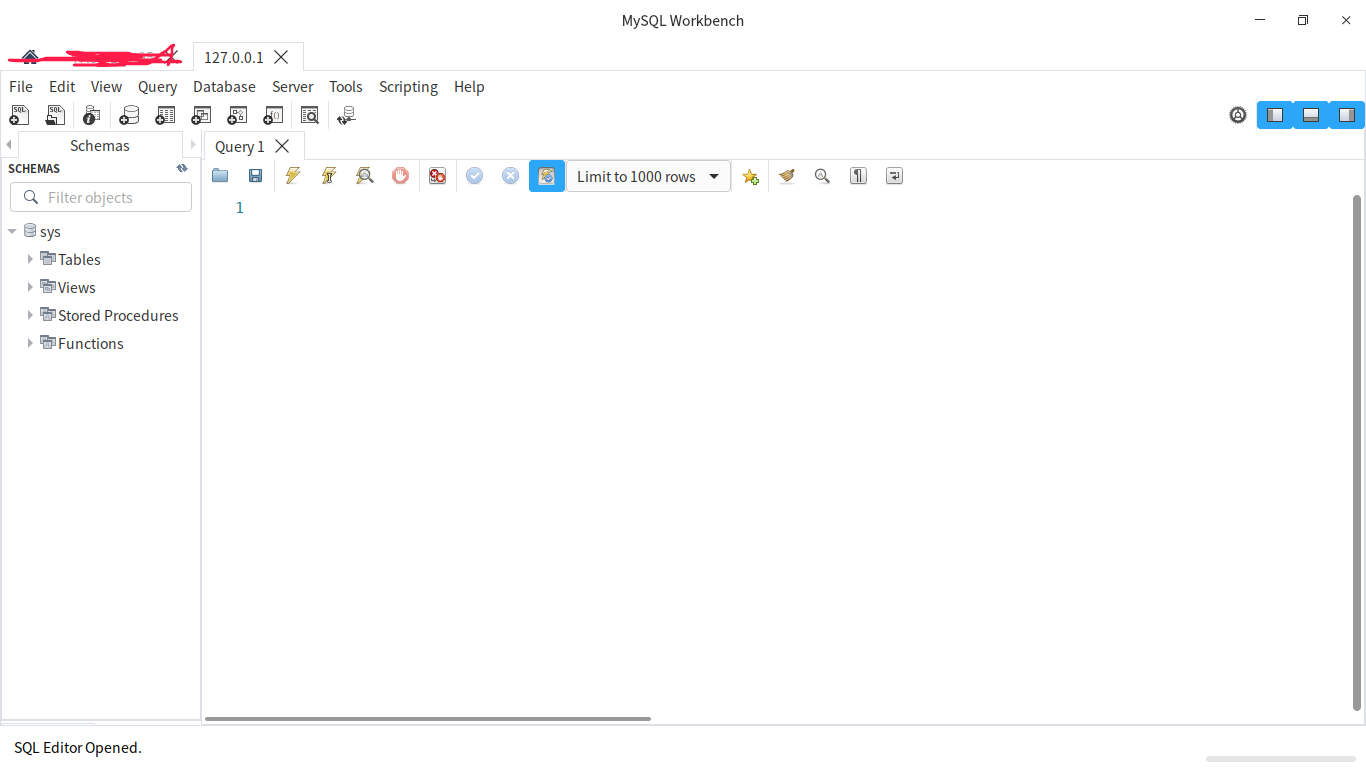 MySQL Workbench
127.0.0.1
File Edit View Query Database Server Tools Scripting Help
Schemas
Query 1
SCHEMAS
Limit to 1000 rows
Filter objects
1
sys
Tables
Views
Stored Procedures
Functions
SQL Editor Opened.